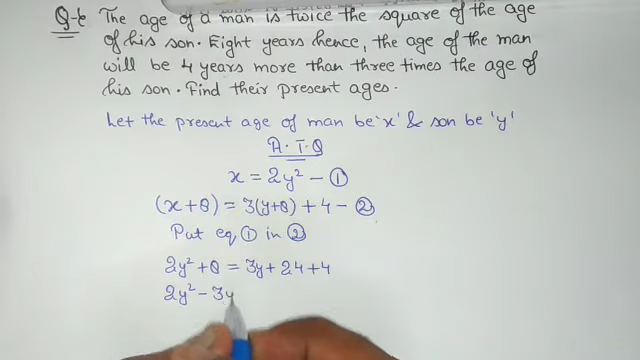 Q-6 The age of a man is twice the square of the age
of his son. Eight years hence, the age of the man
will be 4 years more than three times the age of
his son. Find their present ages.
Let the present age of man be 'x' & son be 'y'
A.T.Q
x = 2y² - ①
(x+8) = 3(y+8) + 4 - ②
Put eq ① in ②
2y² + 8 = 3y + 24 + 4
2y² - 3y